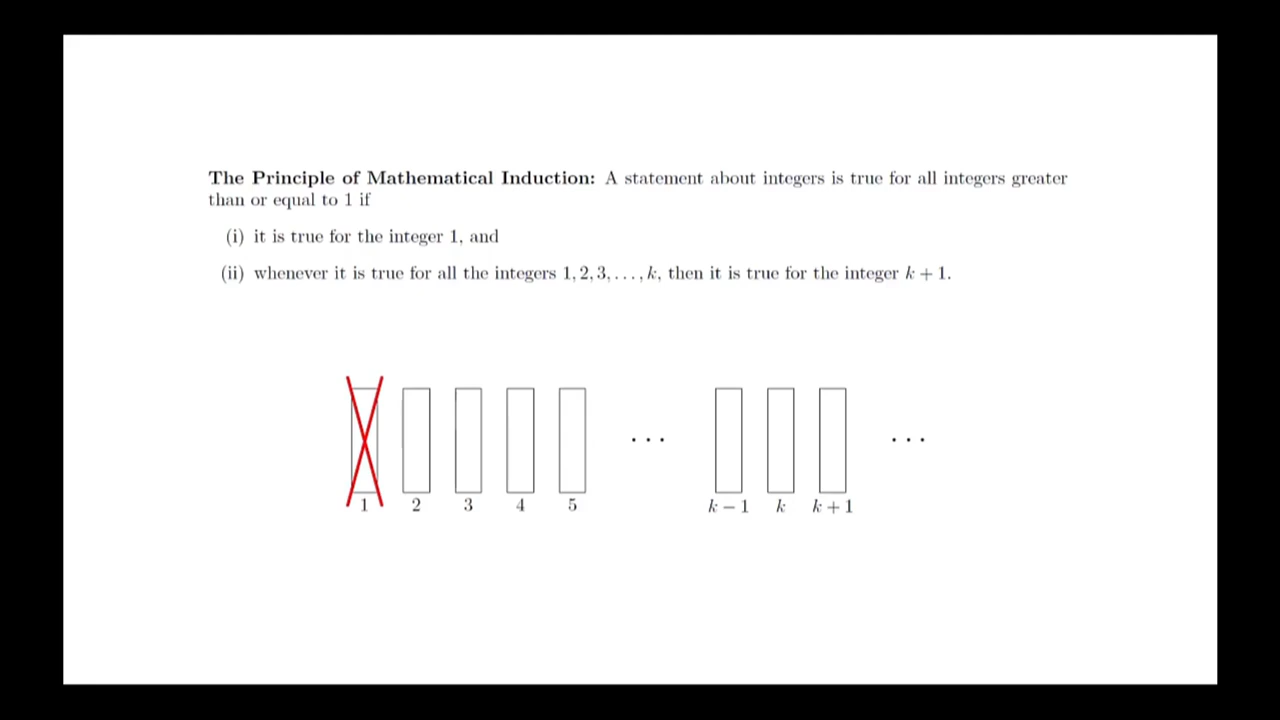 The Principle of Mathematical Induction: A statement about integers is true for all integers greater
than or equal to 1 if
(i) it is true for the integer 1, and
(ii) whenever it is true for all the integers 1, 2, 3, . . . , k, then it is true for the integer k + 1.
. . . . . .
1 2 3 4 5 k − 1 k k + 1